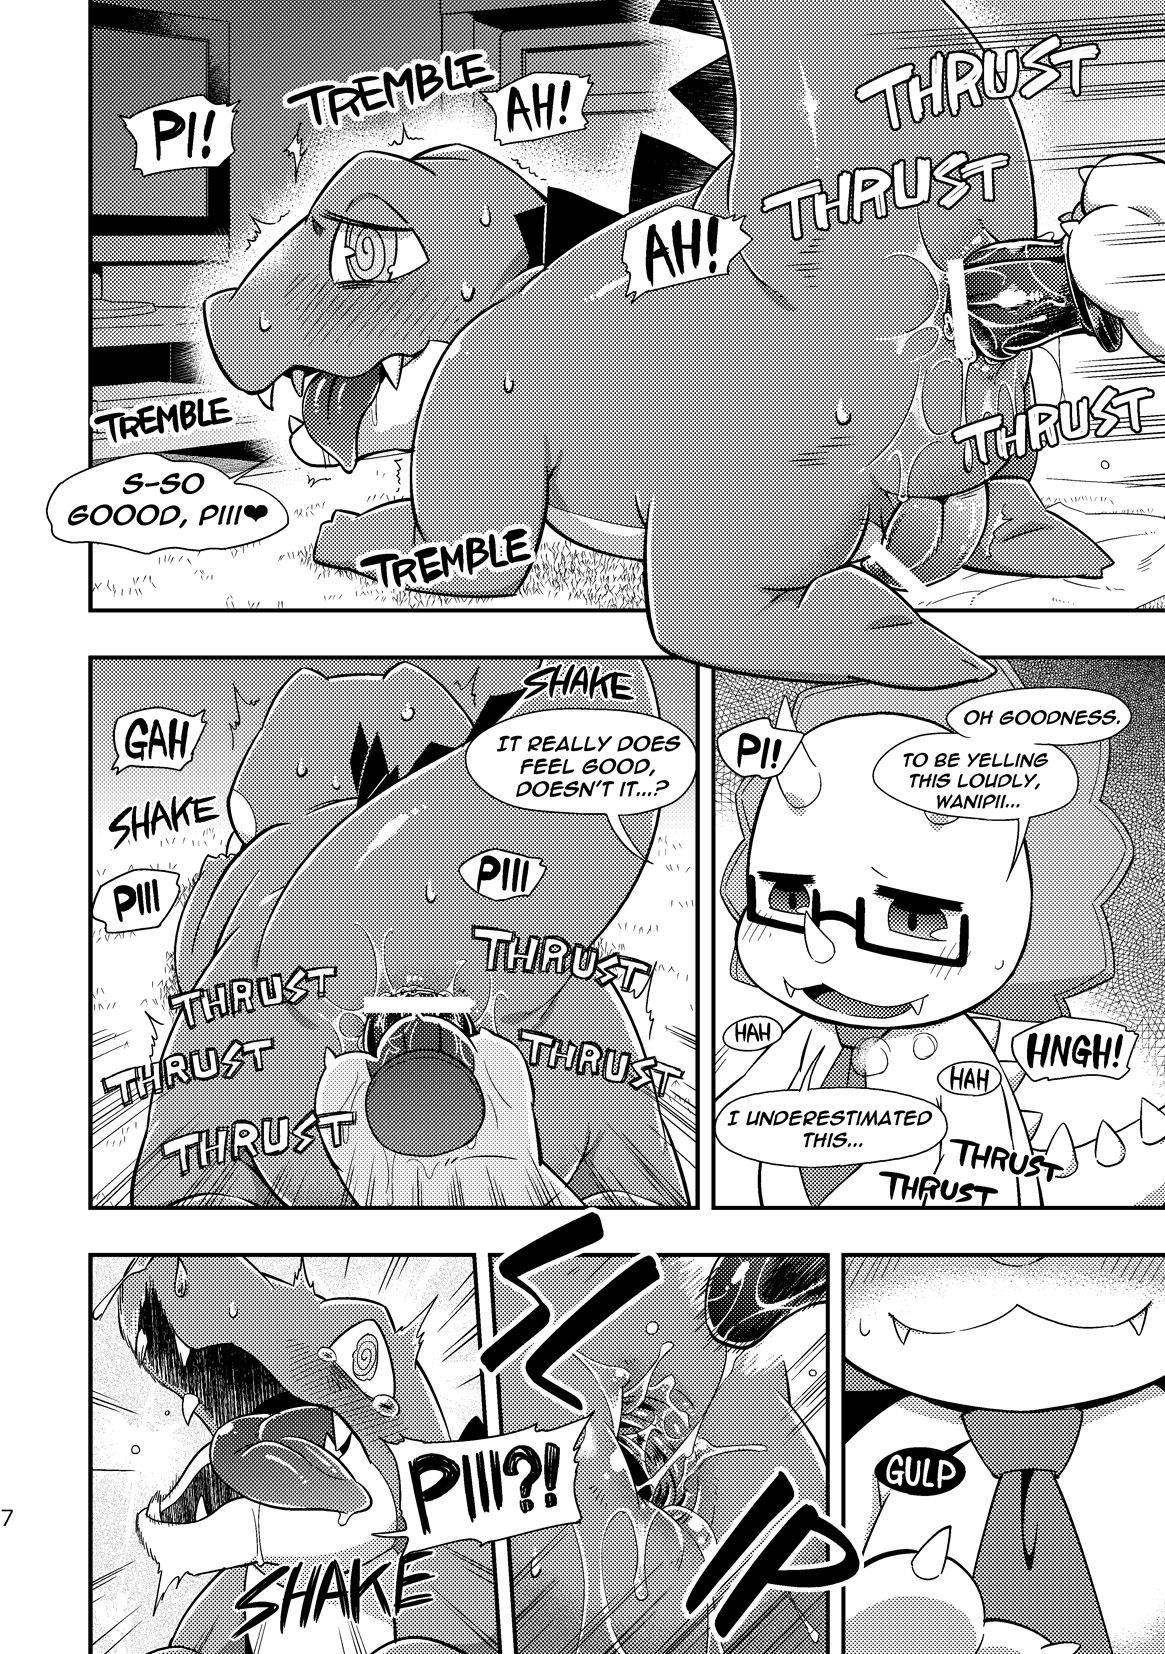 THRUST
THRUST
AH!
TREMBLE
PI!
AH!
THRUST
TREMBLE
S-SO
GOOOD, PIII❤
TREMBLE
OH GOODNESS.
PI!
TO BE YELLING
THIS LOUDLY,
WANIPII...
HAH
HNGH!
HAH
I UNDERESTIMATED
THIS...
THRUST
THRUST
SHAKE
IT REALLY DOES
FEEL GOOD,
DOESN'T IT...?
GAH
SHAKE
PIII
PIII
THRUST
THRUST
THRUST
THRUST
THRUST
GULP
SLIP
PIII?!
SHAKE
7